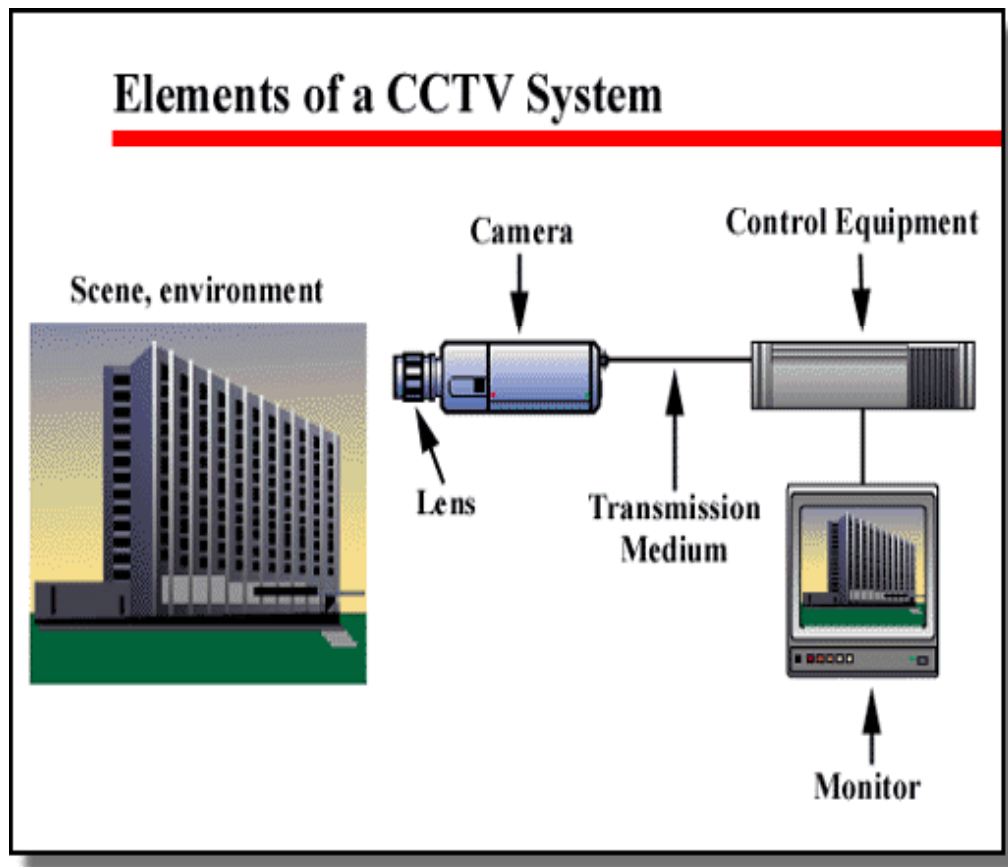 Elements of a CCTV System
Camera
Control Equipment
Scene, environment
Lens
Transmission
Medium
Monitor